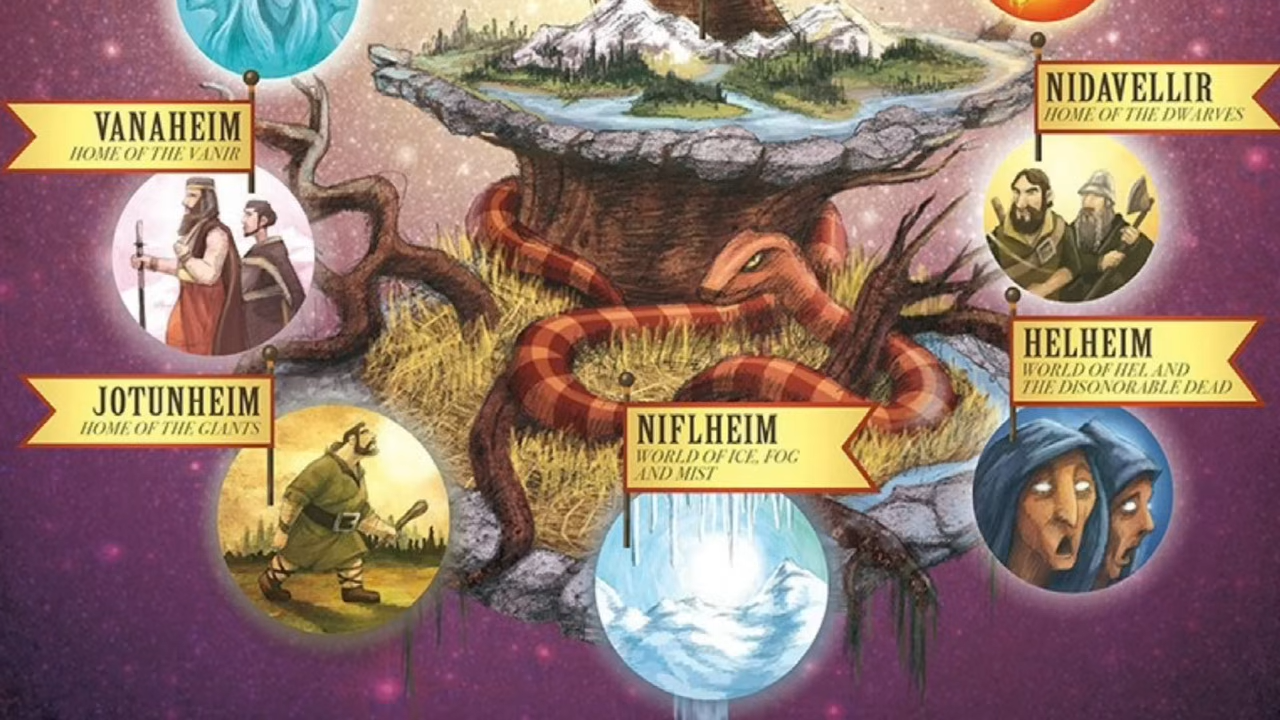 VANAHEIM
HOME OF THE VANIR
NIDAVELLIR
HOME OF THE DWARVES
JOTUNHEIM
HOME OF THE GIANTS
HELHEIM
WORLD OF HEL AND
THE DISONORABLE DEAD
NIFLHEIM
WORLD OF ICE, FOG
AND MIST